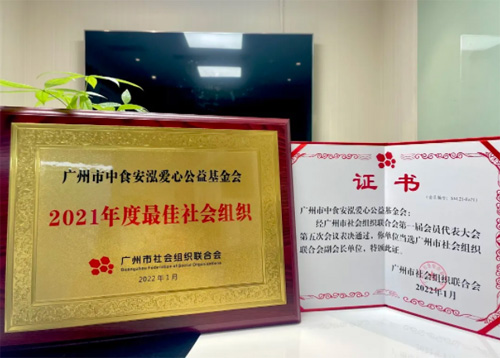 广州市中食安泓爱心公益基金会
2021年度最佳社会组织
广州市社会组织联合会
Guangzhou Federation of Social Organizations
2022年1月
证书
广州市中食安泓爱心公益基金会：
经广州市社会组织联合会第一届会员代表大会
第五次会议表决通过，你单位当选广州市社会组织
联合会副会长单位，特颁此证。
广州市社会组织联合会
2022年1月